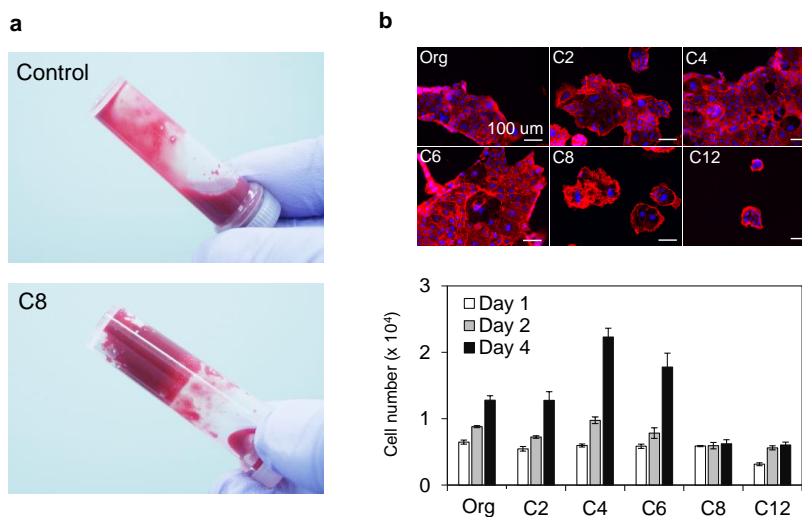 a
Control
C8
b
Org
C2
C4
100 um
C6
C8
C12
3
2
1
0
Cell number (x 10⁴)
Day 1
Day 2
Day 4
Org
C2
C4
C6
C8
C12